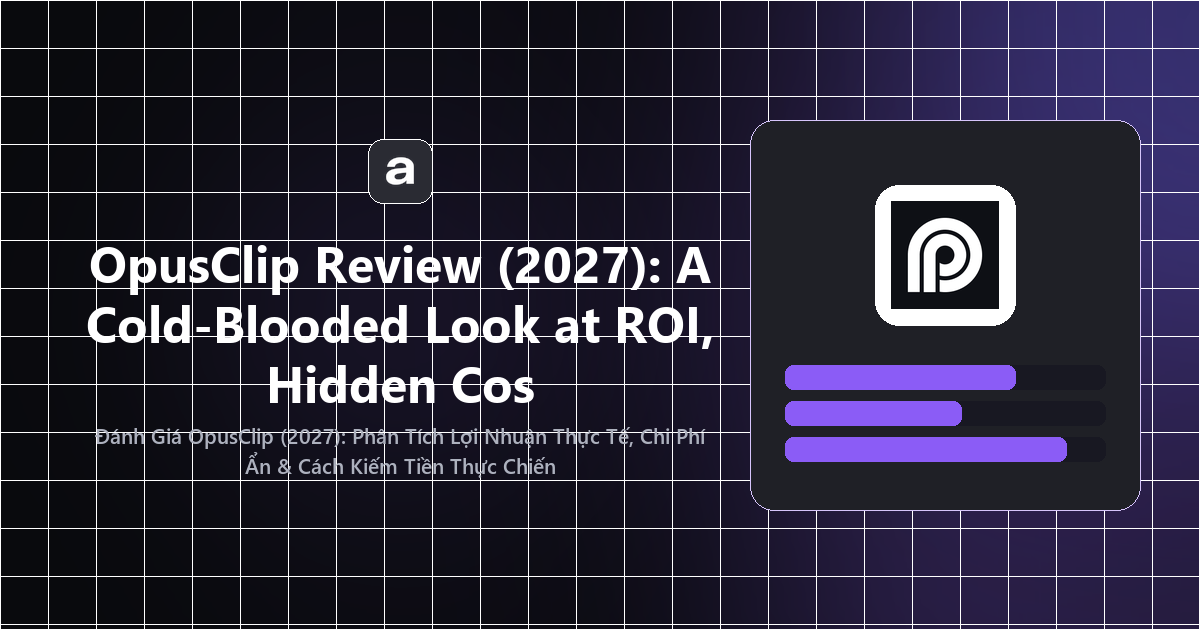 a
OpusClip Review (2027): A
Cold-Blooded Look at ROI,
Hidden Cos
Đánh Giá OpusClip (2027): Phân Tích Lợi Nhuận Thực Tế, Chi Phí
Ẩn & Cách Kiếm Tiền Thực Chiến